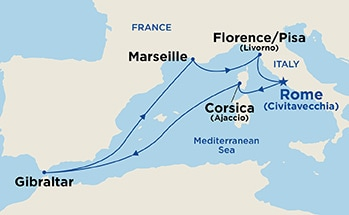 FRANCE
Florence/Pisa
(Livorno)
Marseille
ITALY
Rome
(Civitavecchia)
Corsica
(Ajaccio)
Mediterranean
Sea
Gibraltar